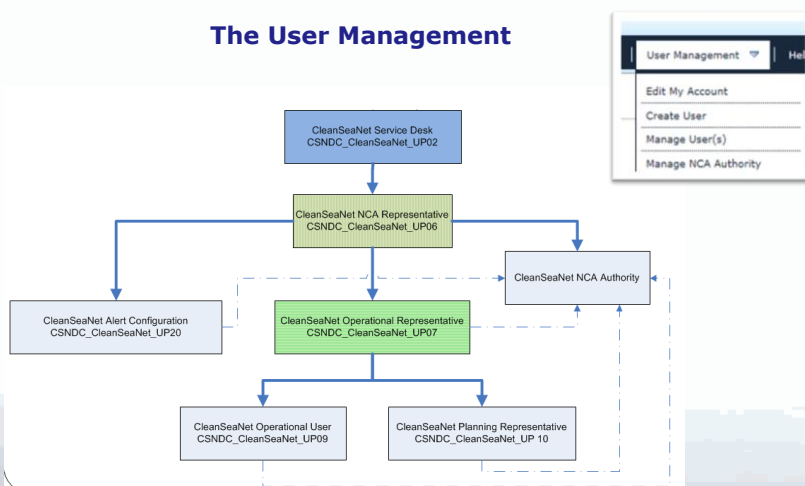 The User Management
User Management
Hel
Edit My Account
Create User
Manage User(s)
Manage NCA Authority
CleanSeaNet Service Desk
CSNDC_CleanSeaNet_UP02
CleanSeaNet NCA Representative
CSNDC_CleanSeaNet_UP06
CleanSeaNet NCA Authority
CleanSeaNet Alert Configuration
CSNDC_CleanSeaNet_UP20
CleanSeaNet Operational Representative
CSNDC_CleanSeaNet_UP07
CleanSeaNet Operational User
CSNDC_CleanSeaNet_UP09
CleanSeaNet Planning Representative
CSNDC_CleanSeaNet_UP 10